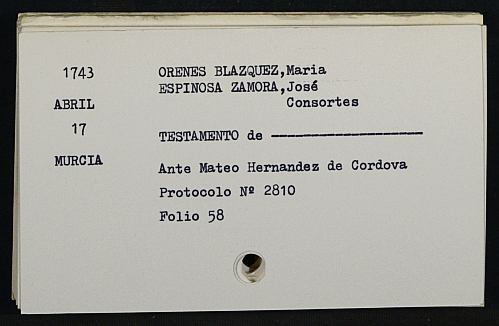 1743 ORENES BLAZQUEZ,Maria
ESPINOSA ZAMORA,José
ABRIL Consortes
17 TESTAMENTO de --------------------
MURCIA Ante Mateo Hernandez de Cordova
Protocolo Nº 2810
Folio 58